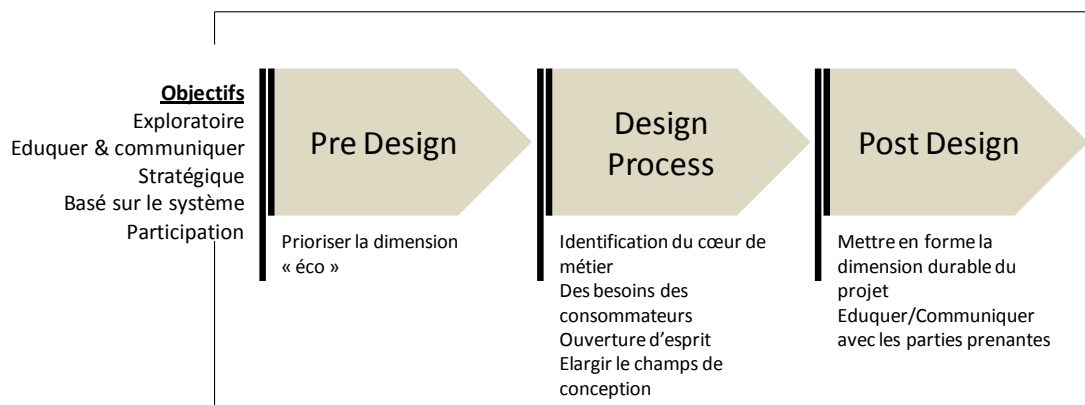 Objectifs
Exploratoire
Eduquer & communiquer
Stratégique
Basé sur le système
Participation
Pre Design
Prioriser la dimension
« éco »
Design
Process
Identification du cœur de
métier
Des besoins des
consommateurs
Ouverture d’esprit
Elargir le champs de
conception
Post Design
Mettre en forme la
dimension durable du
projet
Eduquer/Communiquer
avec les parties prenantes